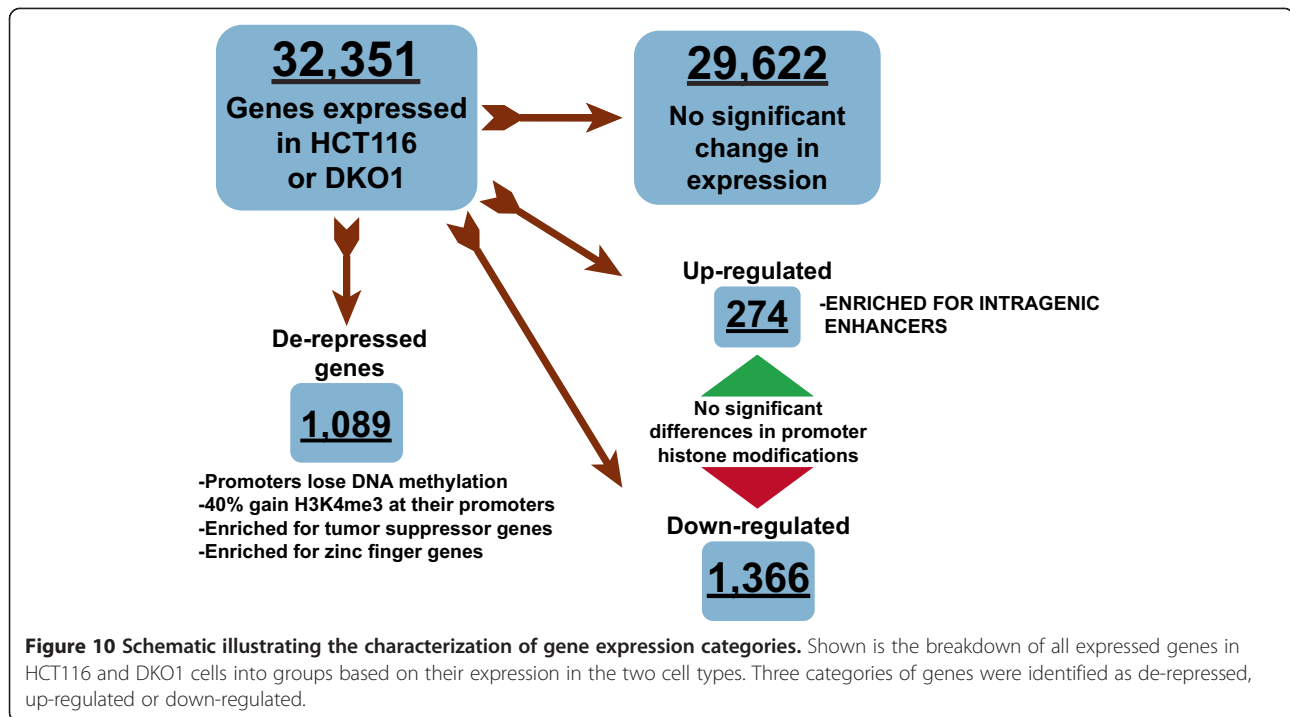 32,351
Genes expressed
in HCT116
or DKO1
29,622
No significant
change in
expression
De-repressed
genes
1,089
-Promoters lose DNA methylation
-40% gain H3K4me3 at their promoters
-Enriched for tumor suppressor genes
-Enriched for zinc finger genes
Up-regulated
274
-ENRICHED FOR INTRAGENIC
ENHANCERS
No significant
differences in promoter
histone modifications
Down-regulated
1,366
Figure 10 Schematic illustrating the characterization of gene expression categories. Shown is the breakdown of all expressed genes in
HCT116 and DKO1 cells into groups based on their expression in the two cell types. Three categories of genes were identified as de-repressed,
up-regulated or down-regulated.